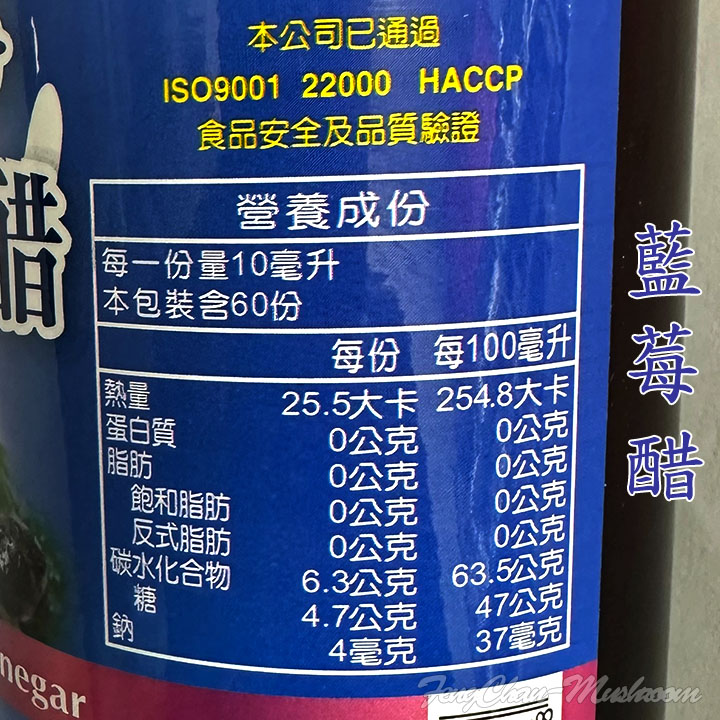 本公司已通過
ISO9001 22000 HACCP
食品安全及品質驗證
醋
營養成份
每一份量10毫升
本包裝含60份
每份 每100毫升
熱量 25.5大卡 254.8大卡
蛋白質 0公克 0公克
脂肪 0公克 0公克
飽和脂肪 0公克 0公克
反式脂肪 0公克 0公克
碳水化合物 6.3公克 63.5公克
糖 4.7公克 47公克
鈉 4毫克 37毫克
negar
藍莓醋
FengChan-Mushroom
8